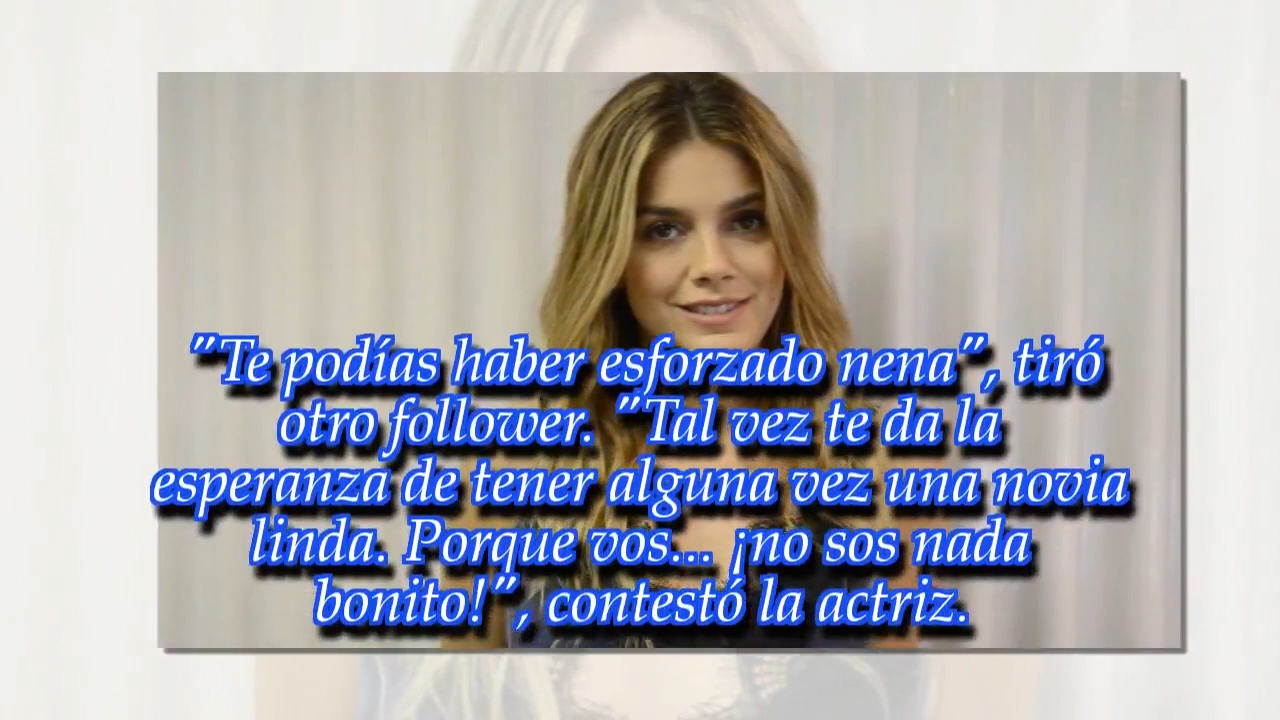 "Te podías haber esforzado nena", tiró
otro follower. "Tal vez te da la
esperanza de tener alguna vez una novia
linda. Porque vos... ¡no sos nada
bonito!", contestó la actriz.